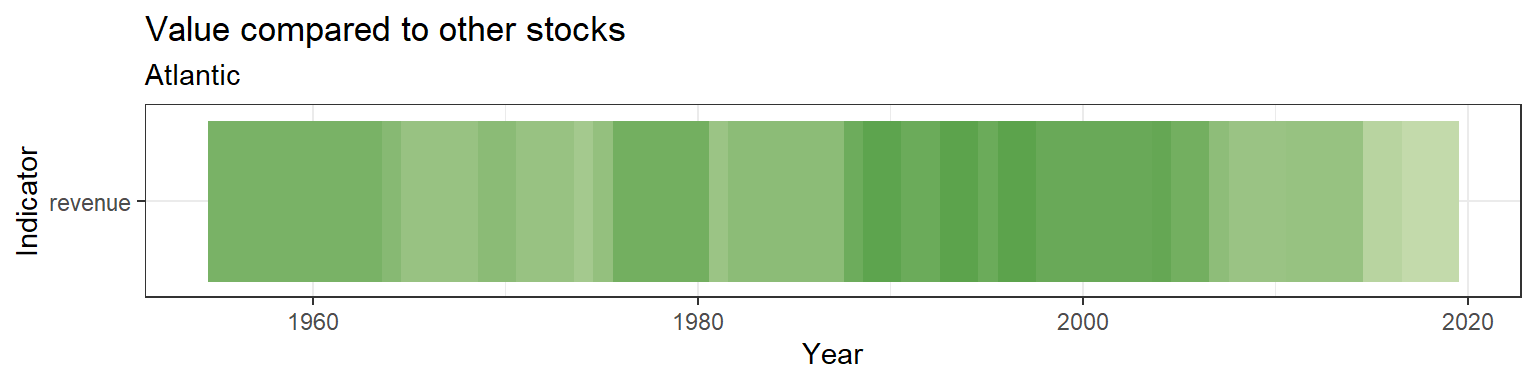 Value compared to other stocks
Atlantic
Indicator
revenue
1960 1980 2000 2020
Year